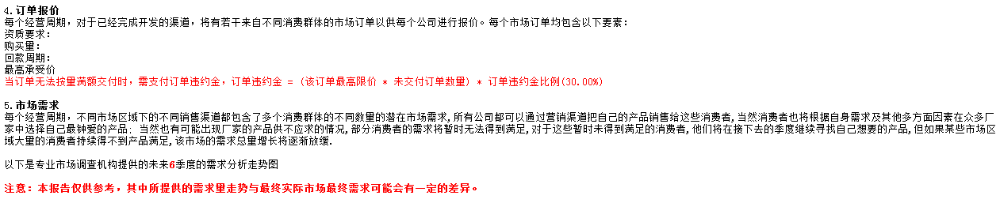 4.订单报价
每个经营周期，对于已经完成开发的渠道，将有若干来自不同消费群体的市场订单以供每个公司进行报价。每个市场订单均包含以下要素：
资质要求：
购买量：
回款周期：
最高承受价
当订单无法按量满额交付时，需支付订单违约金，订单违约金 = (该订单最高限价 * 未交付订单数量) * 订单违约金比例(30.00%)
5.市场需求
每个经营周期，不同市场区域下的不同销售渠道都包含了多个消费群体的不同数量的潜在市场需求,所有公司都可以通过营销渠道把自己的产品销售给这些消费者,当然消费者也将根据自身需求及其他多方面因素在众多厂
家中选择自己最钟爱的产品; 当然也有可能出现厂家的产品供不应求的情况,部分消费者的需求将暂时无法得到满足,对于这些暂时未得到满足的消费者,他们将在接下去的季度继续寻找自己想要的产品,但如果某些市场区
域大量的消费者持续得不到产品满足,该市场的需求总量增长将逐渐放缓.
以下是专业市场调查机构提供的未来6季度的需求分析走势图
注意：本报告仅供参考，其中所提供的需求量走势与最终实际市场最终需求可能会有一定的差异。